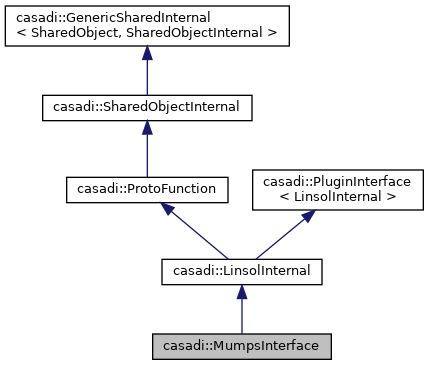 casadi::GenericSharedInternal
< SharedObject, SharedObjectInternal >
casadi::SharedObjectInternal
casadi::ProtoFunction
casadi::PluginInterface
< LinsolInternal >
casadi::LinsolInternal
casadi::MumpsInterface